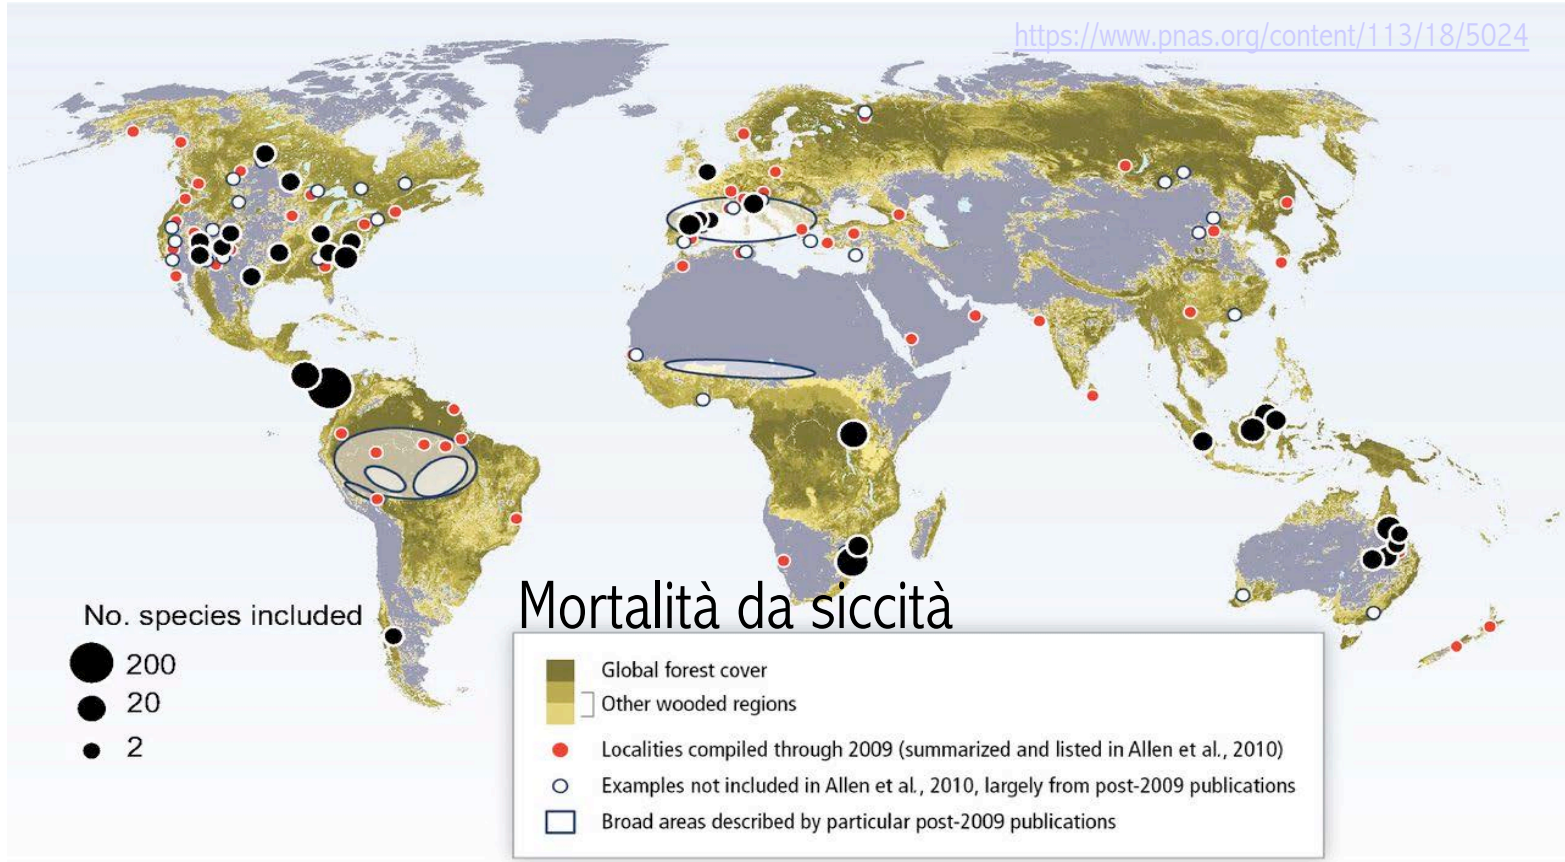 https://www.pnas.org/content/113/18/5024
Mortalità da siccità
No. species included
200
20
2
Global forest cover
Other wooded regions
Localities compiled through 2009 (summarized and listed in Allen et al., 2010)
Examples not included in Allen et al., 2010, largely from post-2009 publications
Broad areas described by particular post-2009 publications